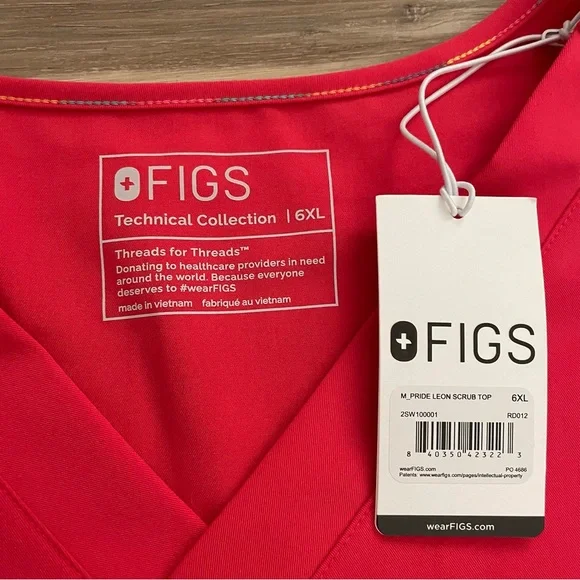 FIGS
Technical Collection | 6XL
Threads for Threads™
Donating to healthcare providers in need
around the world. Because everyone
deserves to #wearFIGS
made in vietnam fabriqué au vietnam
FIGS
M_PRIDE LEON SCRUB TOP 6XL
2SW100001 RD012
8 40350 42322 3
wearFIGS.com PO 4686
Patents: www.wearfigs.com/pages/intellectual-property
wearFIGS.com